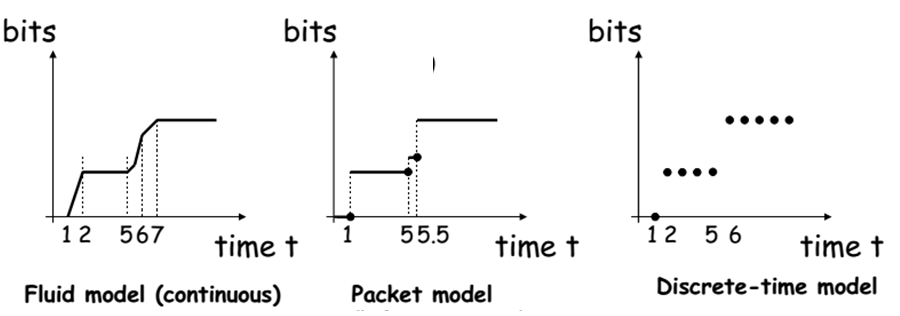 bits
1 2 5 6 7
time t
Fluid model (continuous)
bits
1 5 5.5
time t
Packet model
bits
1 2 5 6
time t
Discrete-time model